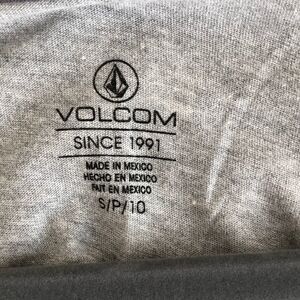 VOLCOM
SINCE 1991
MADE IN MEXICO
HECHO EN MEXICO
FAIT EN MEXICO
S/P/10